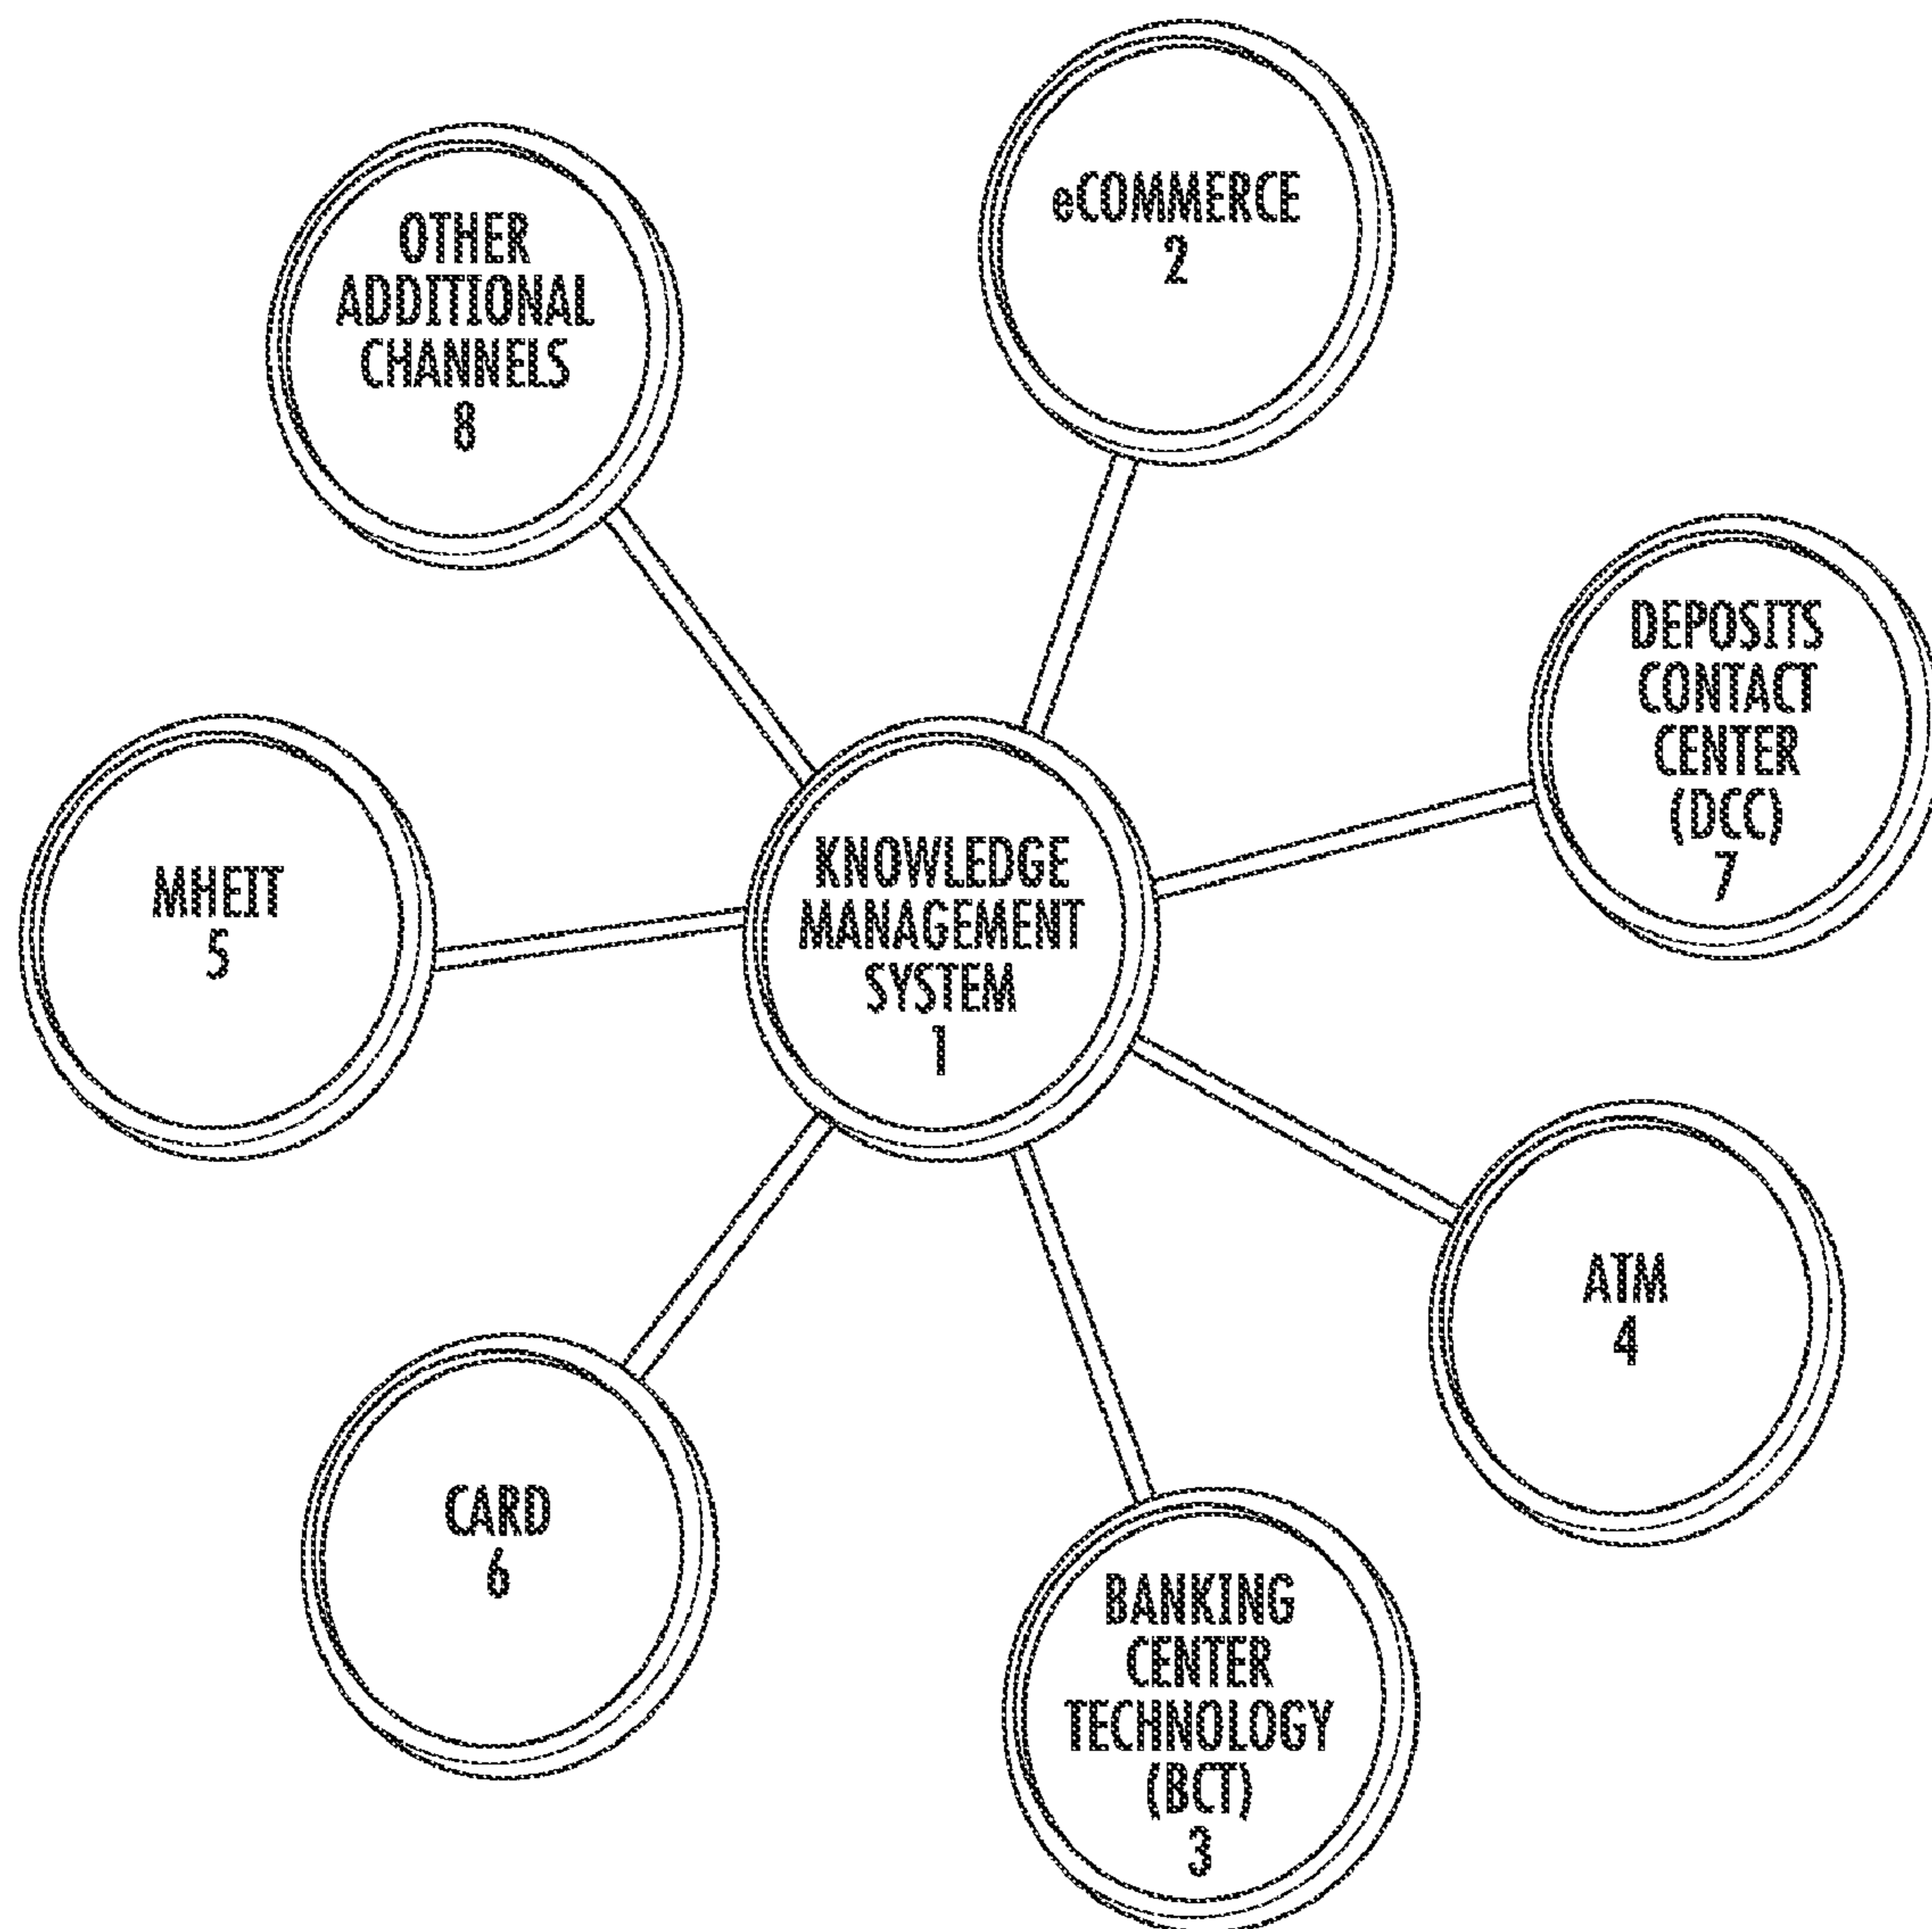 eCOMMERCE
2
OTHER
ADDITIONAL
CHANNELS
8
DEPOSITS
CONTACT
CENTER
(DCC)
7
MHEIT
5
KNOWLEDGE
MANAGEMENT
SYSTEM
1
ATM
4
CARD
6
BANKING
CENTER
TECHNOLOGY
(BCT)
3